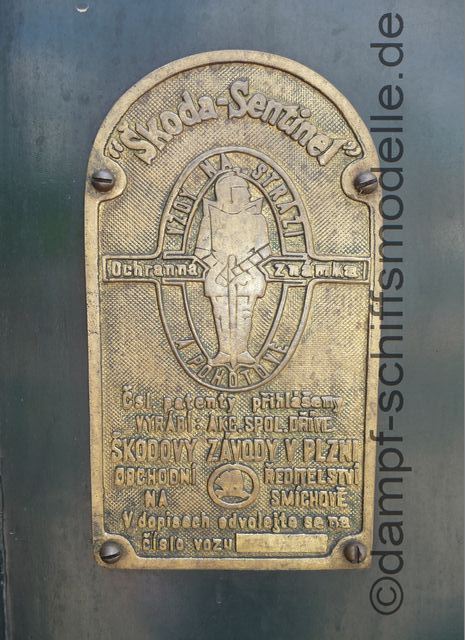 „Škoda-Sentinel”
VŽDY NA STRÁŽI
Ochranná známka
A POHOTOVĚ
Čsl. patenty přihlášeny
VYRÁBÍ: AKC. SPOL. DŘÍVE
ŠKODOVY ZÁVODY V PLZNI
OBCHODNÍ ŘEDITELSTVÍ
NA SMÍCHOVĚ
V dopisech odvolejte se na
číslo vozu
©dampf-schiffsmodelle.de